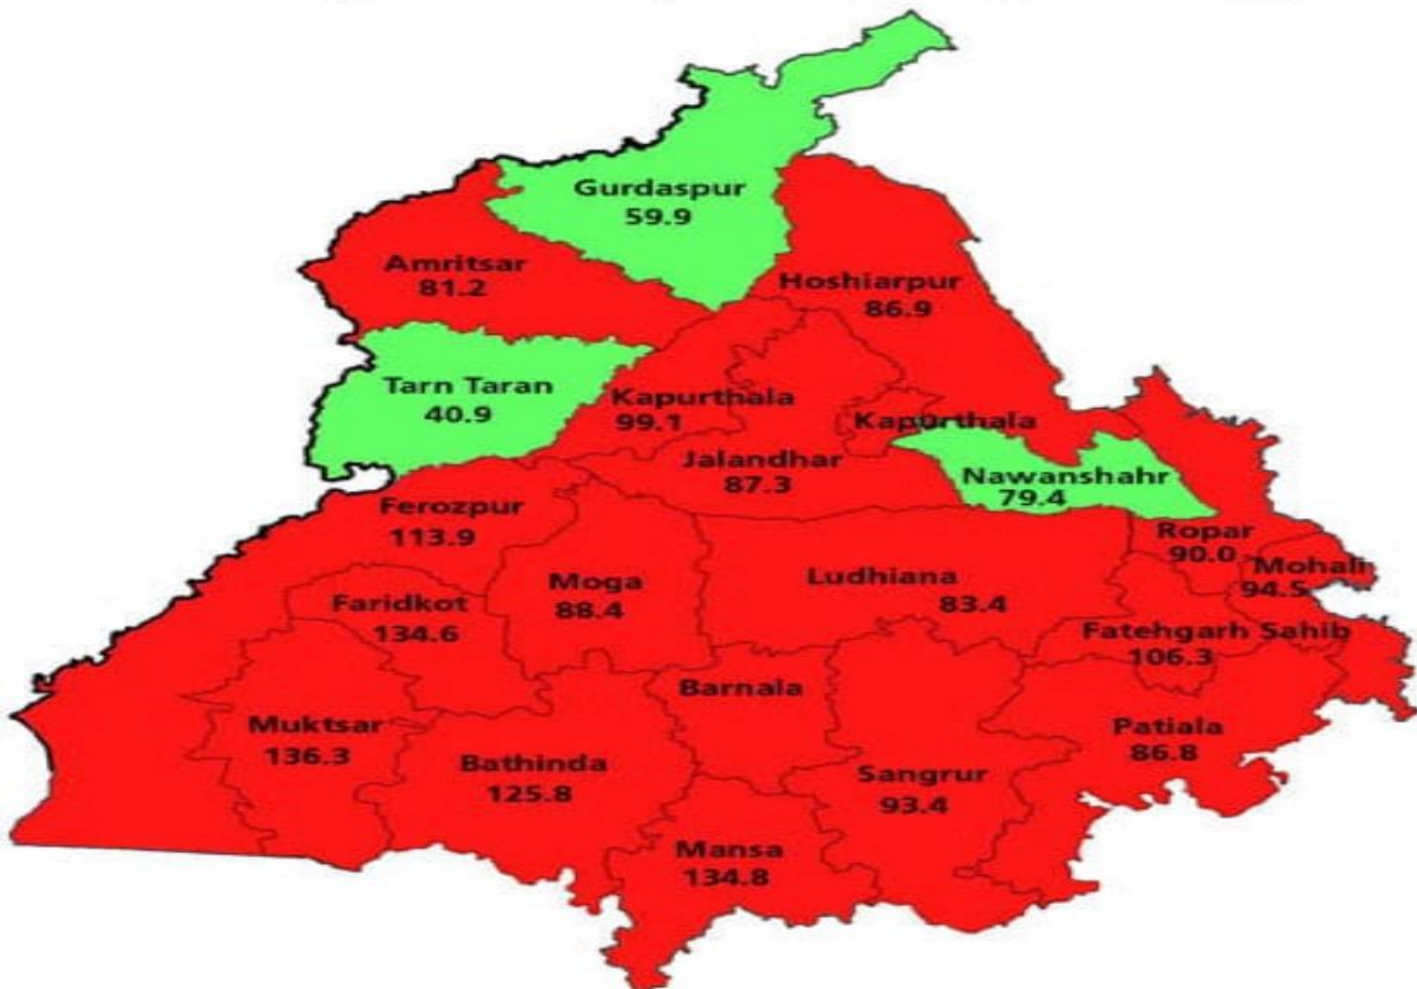 Gurdaspur
59.9
Amritsar
81.2
Hoshiarpur
86.9
Tarn Taran
40.9
Kapurthala
99.1
Kapurthala
Jalandhar
87.3
Nawanshahr
79.4
Ferozpur
113.9
Ropar
90.0
Mohali
94.5
Moga
88.4
Ludhiana
83.4
Faridkot
134.6
Fatehgarh Sahib
106.3
Barnala
Muktsar
136.3
Bathinda
125.8
Patiala
86.8
Sangrur
93.4
Mansa
134.8